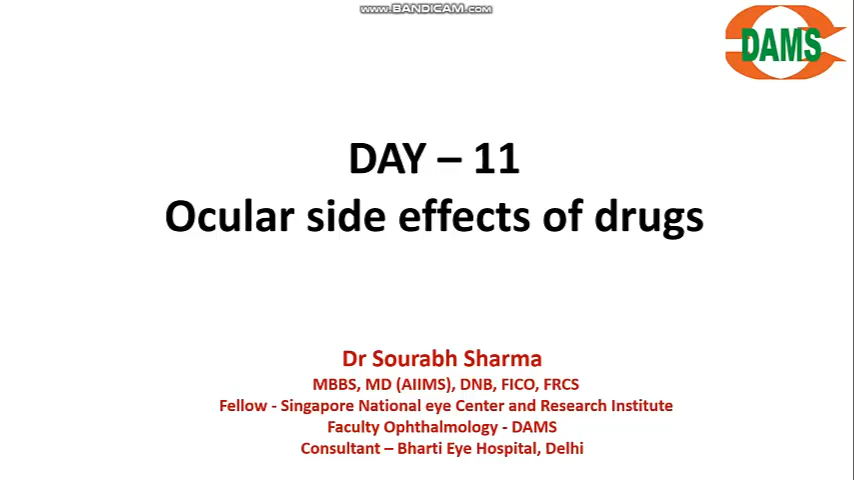 www.BANDICAM.com
DAMS
DAY – 11
Ocular side effects of drugs
Dr Sourabh Sharma
MBBS, MD (AIIMS), DNB, FICO, FRCS
Fellow - Singapore National eye Center and Research Institute
Faculty Ophthalmology - DAMS
Consultant – Bharti Eye Hospital, Delhi